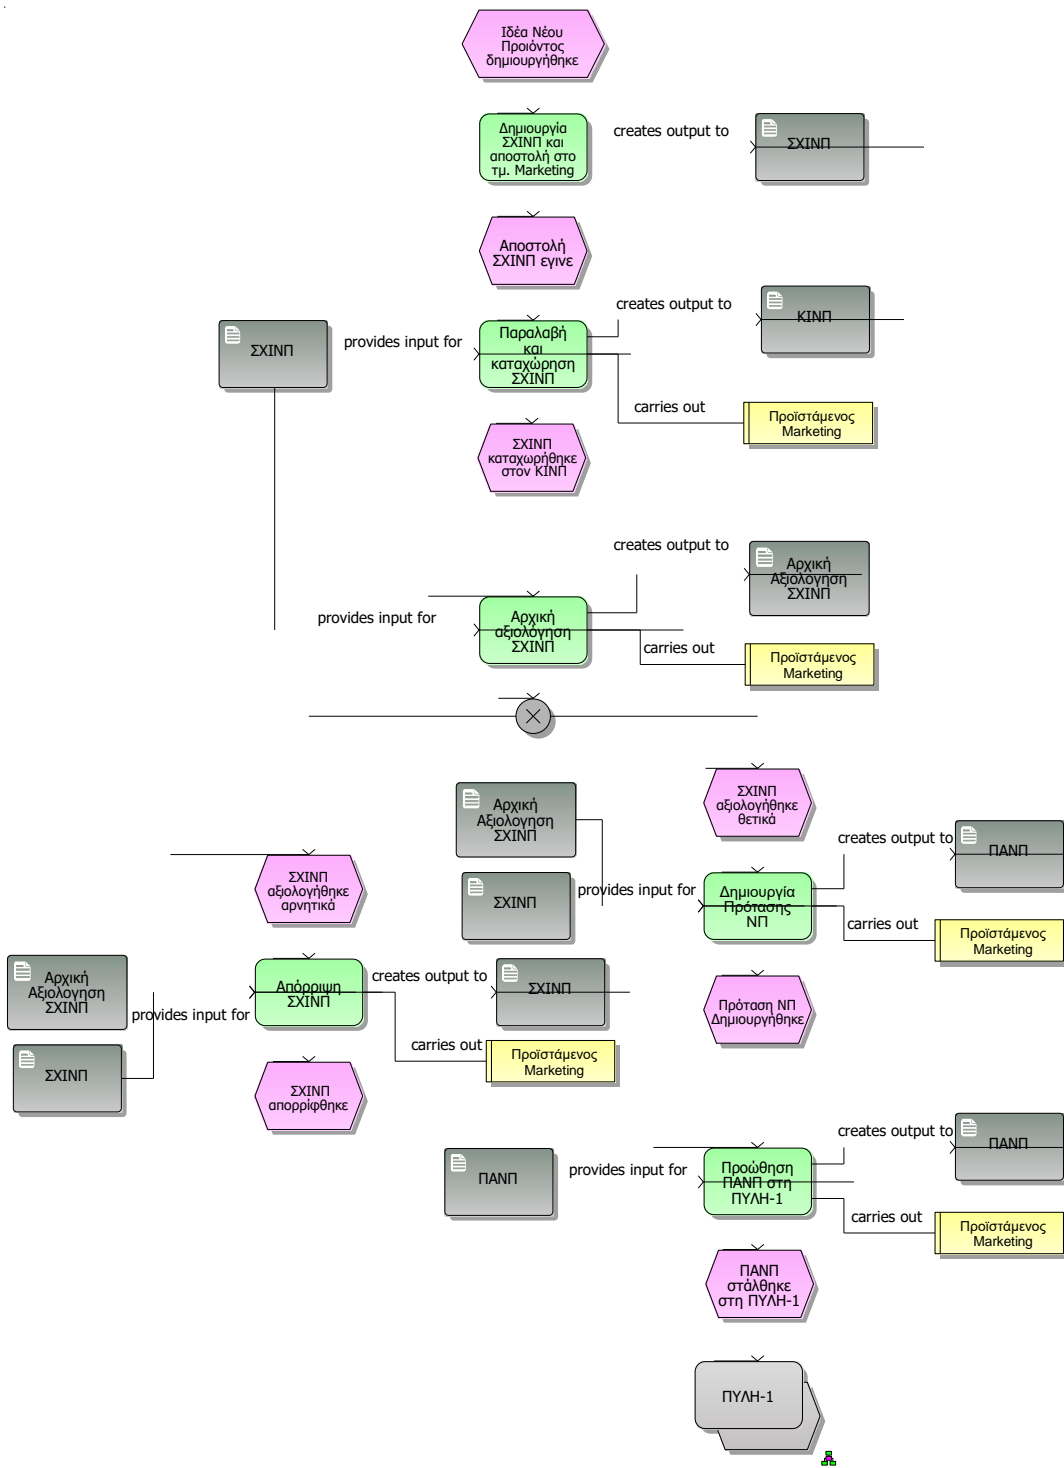 Ιδέα Νέου
Προιόντος
δημιουργήθηκε
Δημιουργία
ΣΧΙΝΠ και
αποστολή στο
τμ. Marketing
creates output to
ΣΧΙΝΠ
Αποστολή
ΣΧΙΝΠ εγινε
creates output to
ΚΙΝΠ
ΣΧΙΝΠ
provides input for
Παραλαβή
και
καταχώρηση
ΣΧΙΝΠ
carries out
Προϊστάμενος
Marketing
ΣΧΙΝΠ
καταχωρήθηκε
στον ΚΙΝΠ
creates output to
Αρχική
Αξιολόγηση
ΣΧΙΝΠ
provides input for
Αρχική
αξιολόγηση
ΣΧΙΝΠ
carries out
Προϊστάμενος
Marketing
ΣΧΙΝΠ
αξιολογήθηκε
θετικά
Αρχική
Αξιολογηση
ΣΧΙΝΠ
creates output to
ΠΑΝΠ
ΣΧΙΝΠ
αξιολογήθηκε
αρνητικά
ΣΧΙΝΠ
provides input for
Δημιουργία
Πρότασης
ΝΠ
carries out
Προϊστάμενος
Marketing
Αρχική
Αξιολογηση
ΣΧΙΝΠ
provides input for
Απόρριψη
ΣΧΙΝΠ
creates output to
ΣΧΙΝΠ
Πρόταση ΝΠ
Δημιουργήθηκε
ΣΧΙΝΠ
carries out
Προϊστάμενος
Marketing
ΣΧΙΝΠ
απορρίφθηκε
creates output to
ΠΑΝΠ
ΠΑΝΠ
provides input for
Προώθηση
ΠΑΝΠ στη
ΠΥΛΗ-1
carries out
Προϊστάμενος
Marketing
ΠΑΝΠ
στάλθηκε
στη ΠΥΛΗ-1
ΠΥΛΗ-1